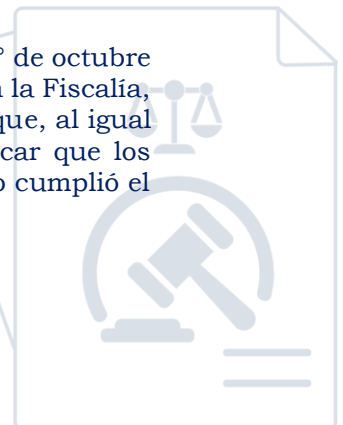 ° de octubre
la Fiscalía,
que, al igual
car que los
cumplió el